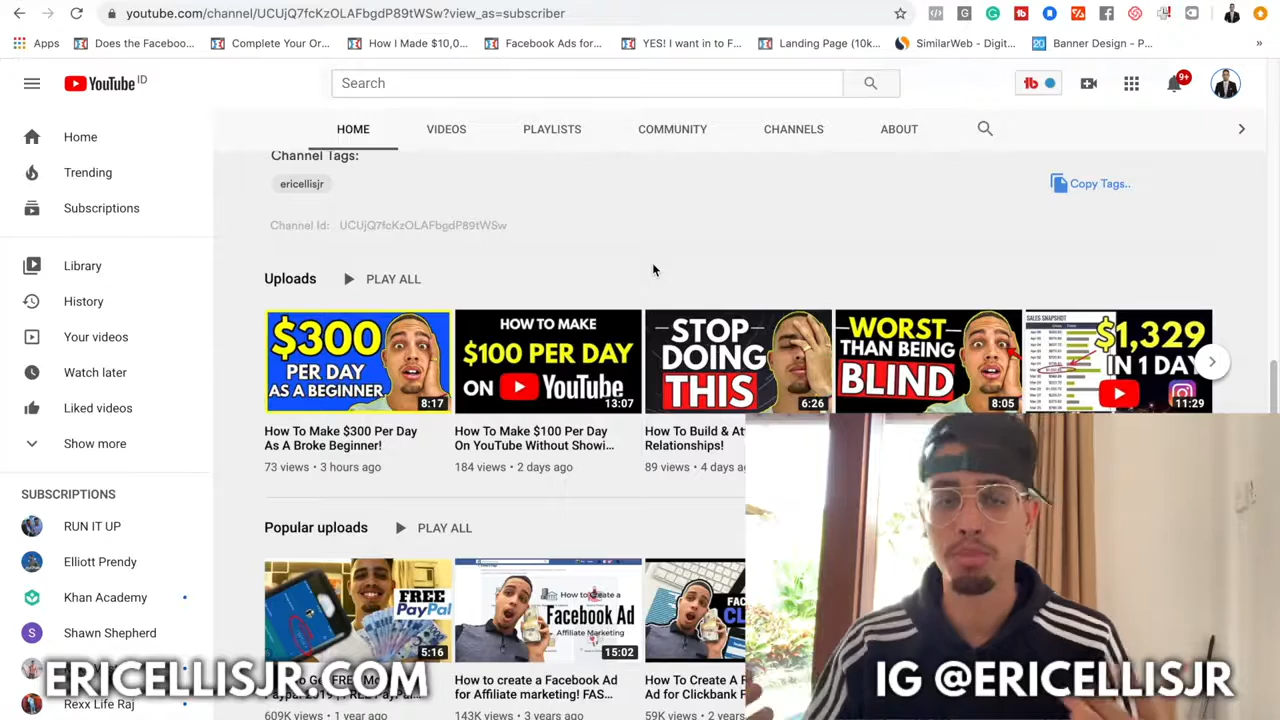 youtube.com/channel/UCUjQ7fcKzOLAFbgdP89tWSw?view_as=subscriber
Apps
Does the Faceboo...
Complete Your Or...
How I Made $10,0...
Facebook Ads for...
YES! I want in to F...
Landing Page (10k...
SimilarWeb - Digit...
Banner Design - P...
YouTube ID
Search
9+
HOME
VIDEOS
PLAYLISTS
COMMUNITY
CHANNELS
ABOUT
Home
Trending
Subscriptions
Library
History
Your videos
Watch later
Liked videos
Show more
SUBSCRIPTIONS
RUN IT UP
Elliott Prendy
Khan Academy
Shawn Shepherd
Rexx Life Raj
Channel Tags:
ericellisjr
Copy Tags..
Channel Id: UCUjQ7fcKzOLAFbgdP89tWSw
Uploads
PLAY ALL
$300
PER DAY
AS A BEGINNER
8:17
HOW TO MAKE
$100 PER DAY
ON YouTube
13:07
STOP
DOING
THIS
6:26
WORST
THAN BEING
BLIND
8:05
SALES SNAPSHOT
$1,329
IN 1 DAY
11:29
How To Make $300 Per Day
As A Broke Beginner!
73 views • 3 hours ago
How To Make $100 Per Day
On YouTube Without Showi...
184 views • 2 days ago
How To Build & At
Relationships!
89 views • 4 days ag
Popular uploads
PLAY ALL
FREE
PayPal
5:16
How to Create a
Facebook Ad
Affiliate Marketing
15:02
609K views • 1 year ago
How to create a Facebook Ad
for Affiliate marketing! FAS...
143K views • 3 years ago
How To Create A F
Ad for Clickbank F
59K views • 2 years
ERICELLISJR.COM
IG @ERICELLISJR